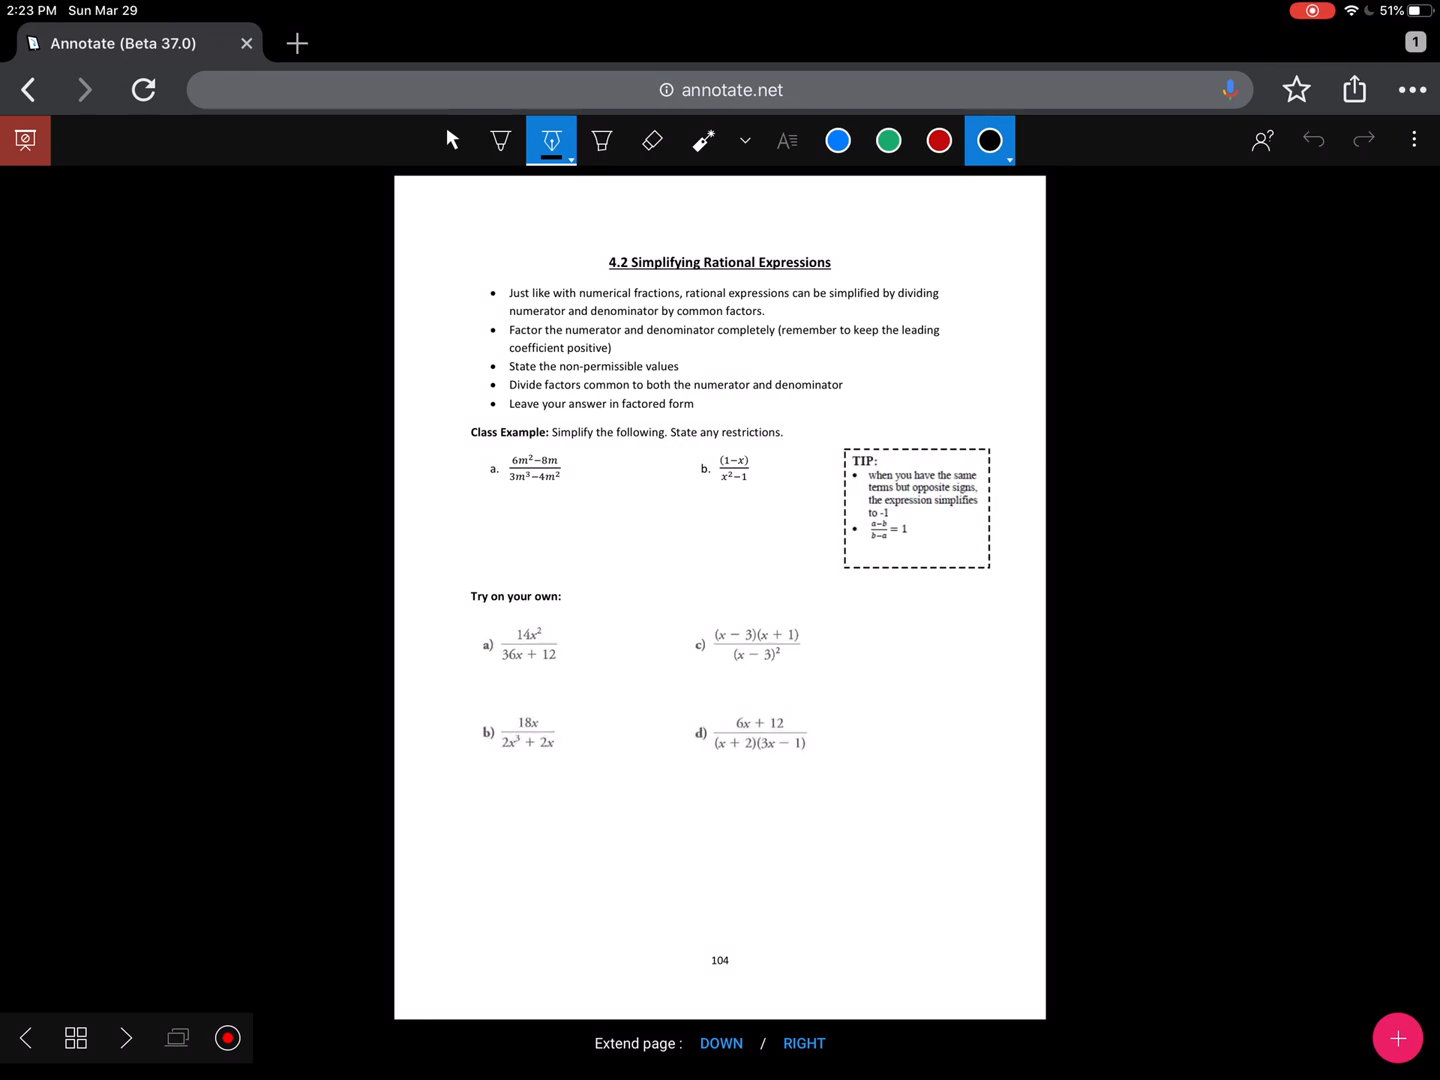 2:23 PM Sun Mar 29
51%
Annotate (Beta 37.0)
1
annotate.net
4.2 Simplifying Rational Expressions
• Just like with numerical fractions, rational expressions can be simplified by dividing
numerator and denominator by common factors.
• Factor the numerator and denominator completely (remember to keep the leading
coefficient positive)
• State the non-permissible values
• Divide factors common to both the numerator and denominator
• Leave your answer in factored form
Class Example: Simplify the following. State any restrictions.
a. (6m²−8m)/(3m³−4m²)
b. (1−x)/(x²−1)
TIP:
• when you have the same
terms but opposite signs,
the expression simplifies
to -1
• (a−b)/(b−a) = 1
Try on your own:
a) 14x²/(36x + 12)
c) (x − 3)(x + 1)/(x − 3)²
b) 18x/(2x³ + 2x)
d) (6x + 12)/((x + 2)(3x − 1))
104
Extend page : DOWN / RIGHT